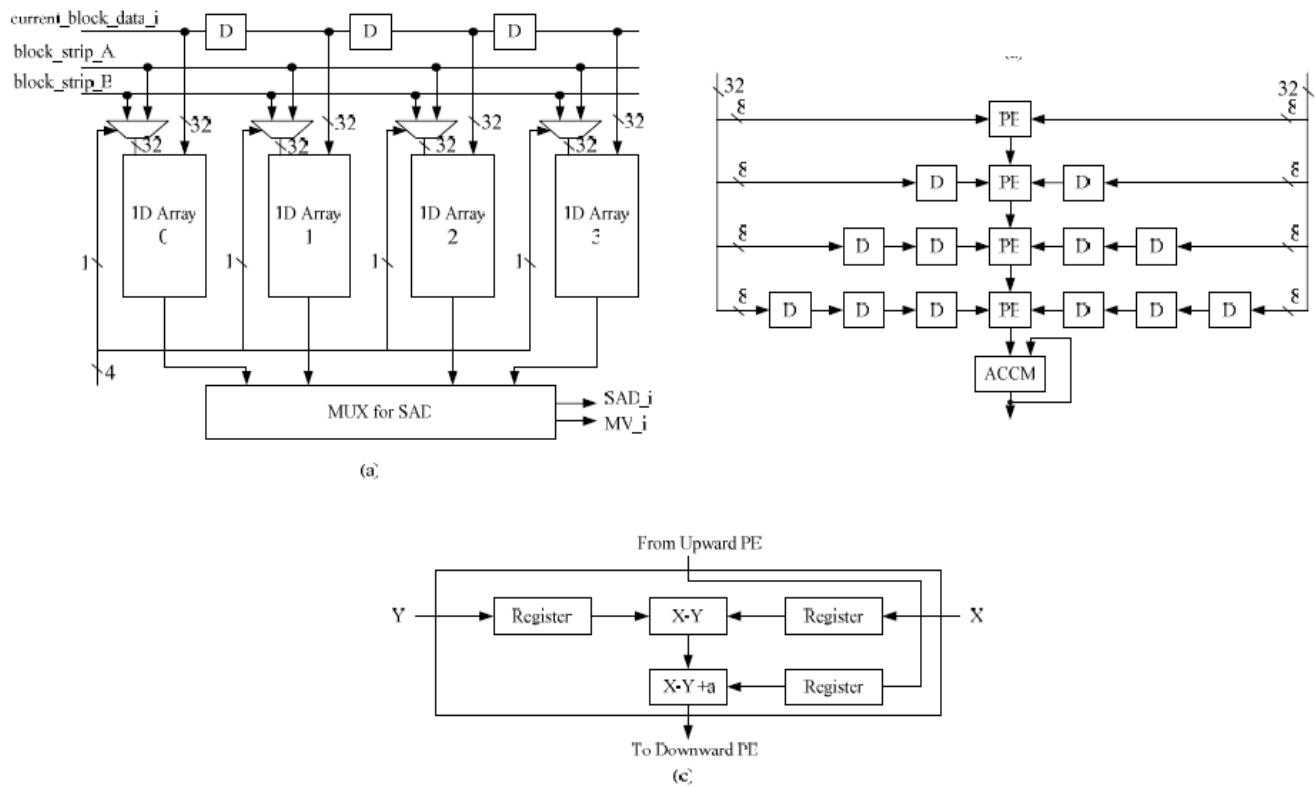 current_block_data_i
D D D
block_strip_A
block_strip_B
32 32 32 32
32 32 32 32
1D Array 0
1D Array 1
1D Array 2
1D Array 3
1 1 1 1
4
MUX for SAD
SAD_i
MV_i
(a)
32 32
8 PE 8
8 D PE D 8
8 D D PE D D 8
8 D D D PE D D D 8
ACCM
From Upward PE
Y Register X-Y Register X
X-Y+a Register
To Downward PE
(c)